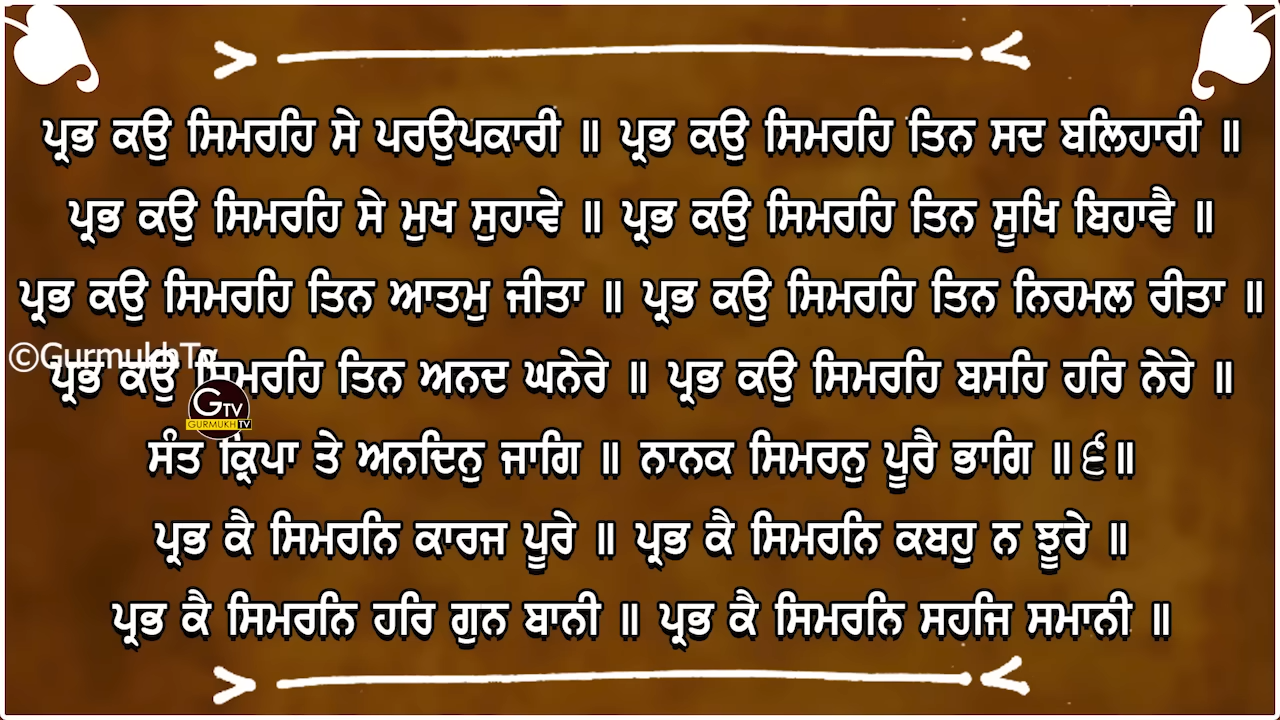 ਪ੍ਰਭ ਕਉ ਸਿਮਰਹਿ ਸੇ ਪਰਉਪਕਾਰੀ ॥ ਪ੍ਰਭ ਕਉ ਸਿਮਰਹਿ ਤਿਨ ਸਦ ਬਲਿਹਾਰੀ ॥
ਪ੍ਰਭ ਕਉ ਸਿਮਰਹਿ ਸੇ ਮੁਖ ਸੁਹਾਵੇ ॥ ਪ੍ਰਭ ਕਉ ਸਿਮਰਹਿ ਤਿਨ ਸੂਖਿ ਬਿਹਾਵੈ ॥
ਪ੍ਰਭ ਕਉ ਸਿਮਰਹਿ ਤਿਨ ਆਤਮੁ ਜੀਤਾ ॥ ਪ੍ਰਭ ਕਉ ਸਿਮਰਹਿ ਤਿਨ ਨਿਰਮਲ ਰੀਤਾ ॥
©GurmukhTv
ਪ੍ਰਭ ਕਉ ਸਿਮਰਹਿ ਤਿਨ ਅਨਦ ਘਨੇਰੇ ॥ ਪ੍ਰਭ ਕਉ ਸਿਮਰਹਿ ਬਸਹਿ ਹਰਿ ਨੇਰੇ ॥
GTV
GURMUKH TV
ਸੰਤ ਕ੍ਰਿਪਾ ਤੇ ਅਨਦਿਨੁ ਜਾਗਿ ॥ ਨਾਨਕ ਸਿਮਰਨੁ ਪੂਰੈ ਭਾਗਿ ॥੬॥
ਪ੍ਰਭ ਕੈ ਸਿਮਰਨਿ ਕਾਰਜ ਪੂਰੇ ॥ ਪ੍ਰਭ ਕੈ ਸਿਮਰਨਿ ਕਬਹੁ ਨ ਝੂਰੇ ॥
ਪ੍ਰਭ ਕੈ ਸਿਮਰਨਿ ਹਰਿ ਗੁਨ ਬਾਨੀ ॥ ਪ੍ਰਭ ਕੈ ਸਿਮਰਨਿ ਸਹਜਿ ਸਮਾਨੀ ॥